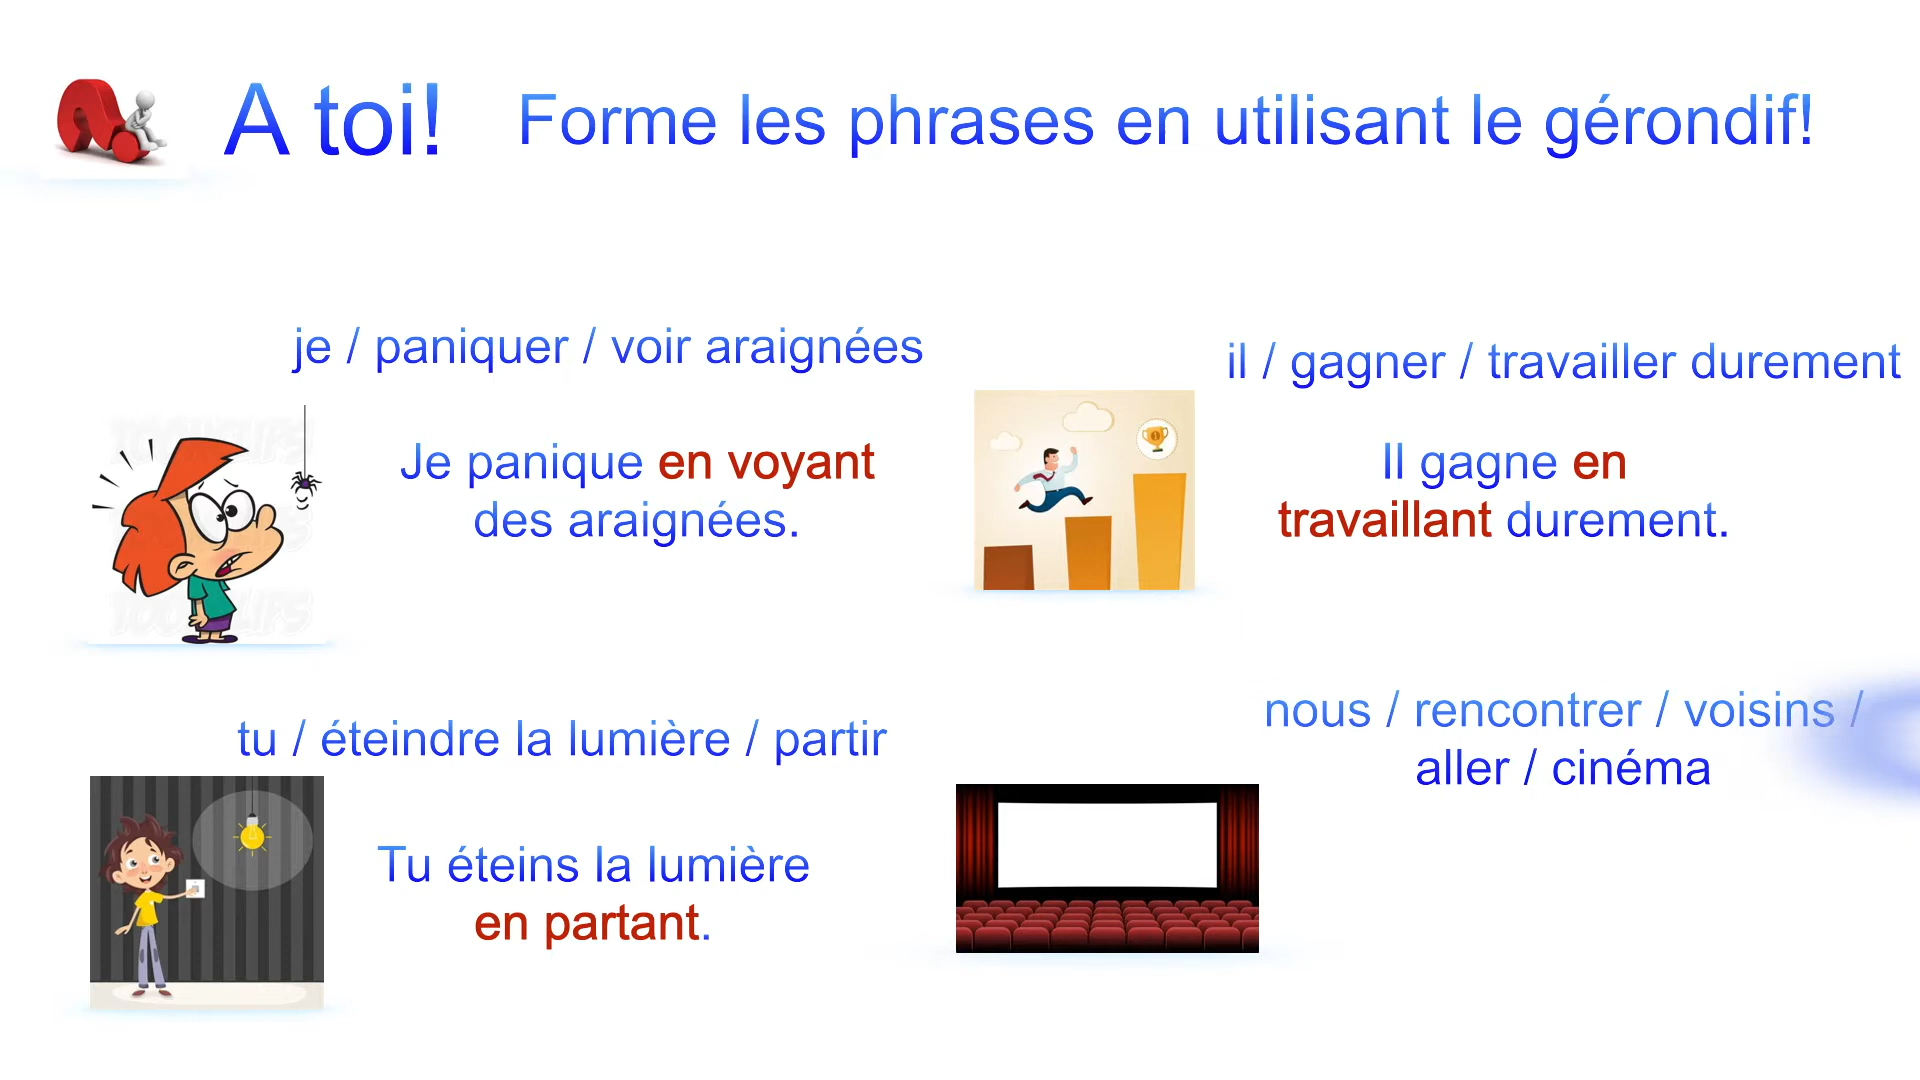 A toi!
Forme les phrases en utilisant le gérondif!
je / paniquer / voir araignées
Je panique en voyant
des araignées.
il / gagner / travailler durement
Il gagne en
travaillant durement.
tu / éteindre la lumière / partir
Tu éteins la lumière
en partant.
nous / rencontrer / voisins /
aller / cinéma